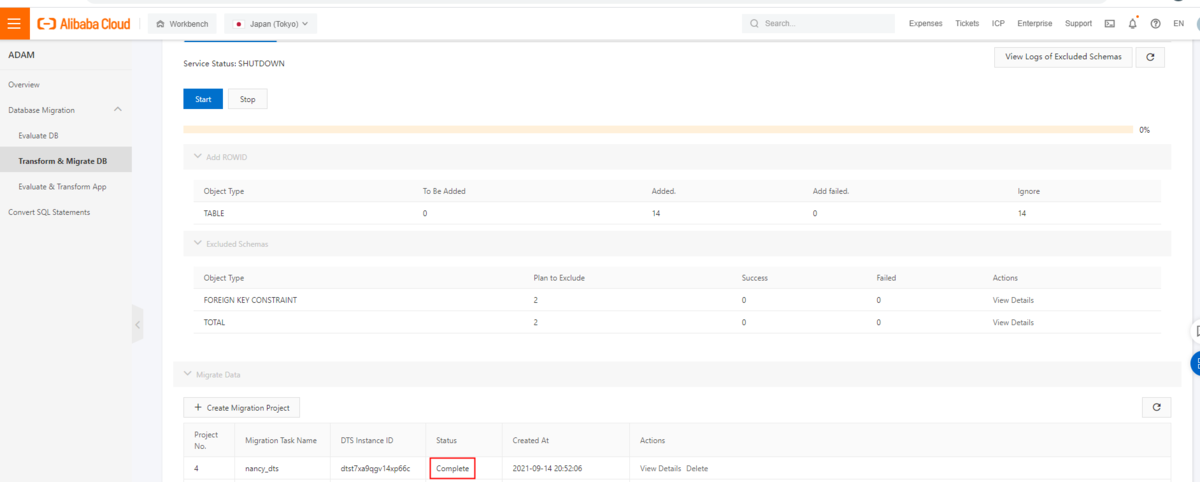 Alibaba Cloud Workbench Japan (Tokyo) Search... Expenses Tickets ICP Enterprise Support EN
ADAM
Service Status: SHUTDOWN View Logs of Excluded Schemas
Overview
Start Stop
Database Migration
0%
Evaluate DB
Transform & Migrate DB Add ROWID
Evaluate & Transform App Object Type To Be Added Added. Add failed. Ignore
Convert SQL Statements TABLE 0 14 0 14
Excluded Schemas
Object Type Plan to Exclude Success Failed Actions
FOREIGN KEY CONSTRAINT 2 0 0 View Details
TOTAL 2 0 0 View Details
Migrate Data
+ Create Migration Project
Project No. Migration Task Name DTS Instance ID Status Created At Actions
4 nancy_dts dtst7xa9qgv14xp66c Complete 2021-09-14 20:52:06 View Details Delete